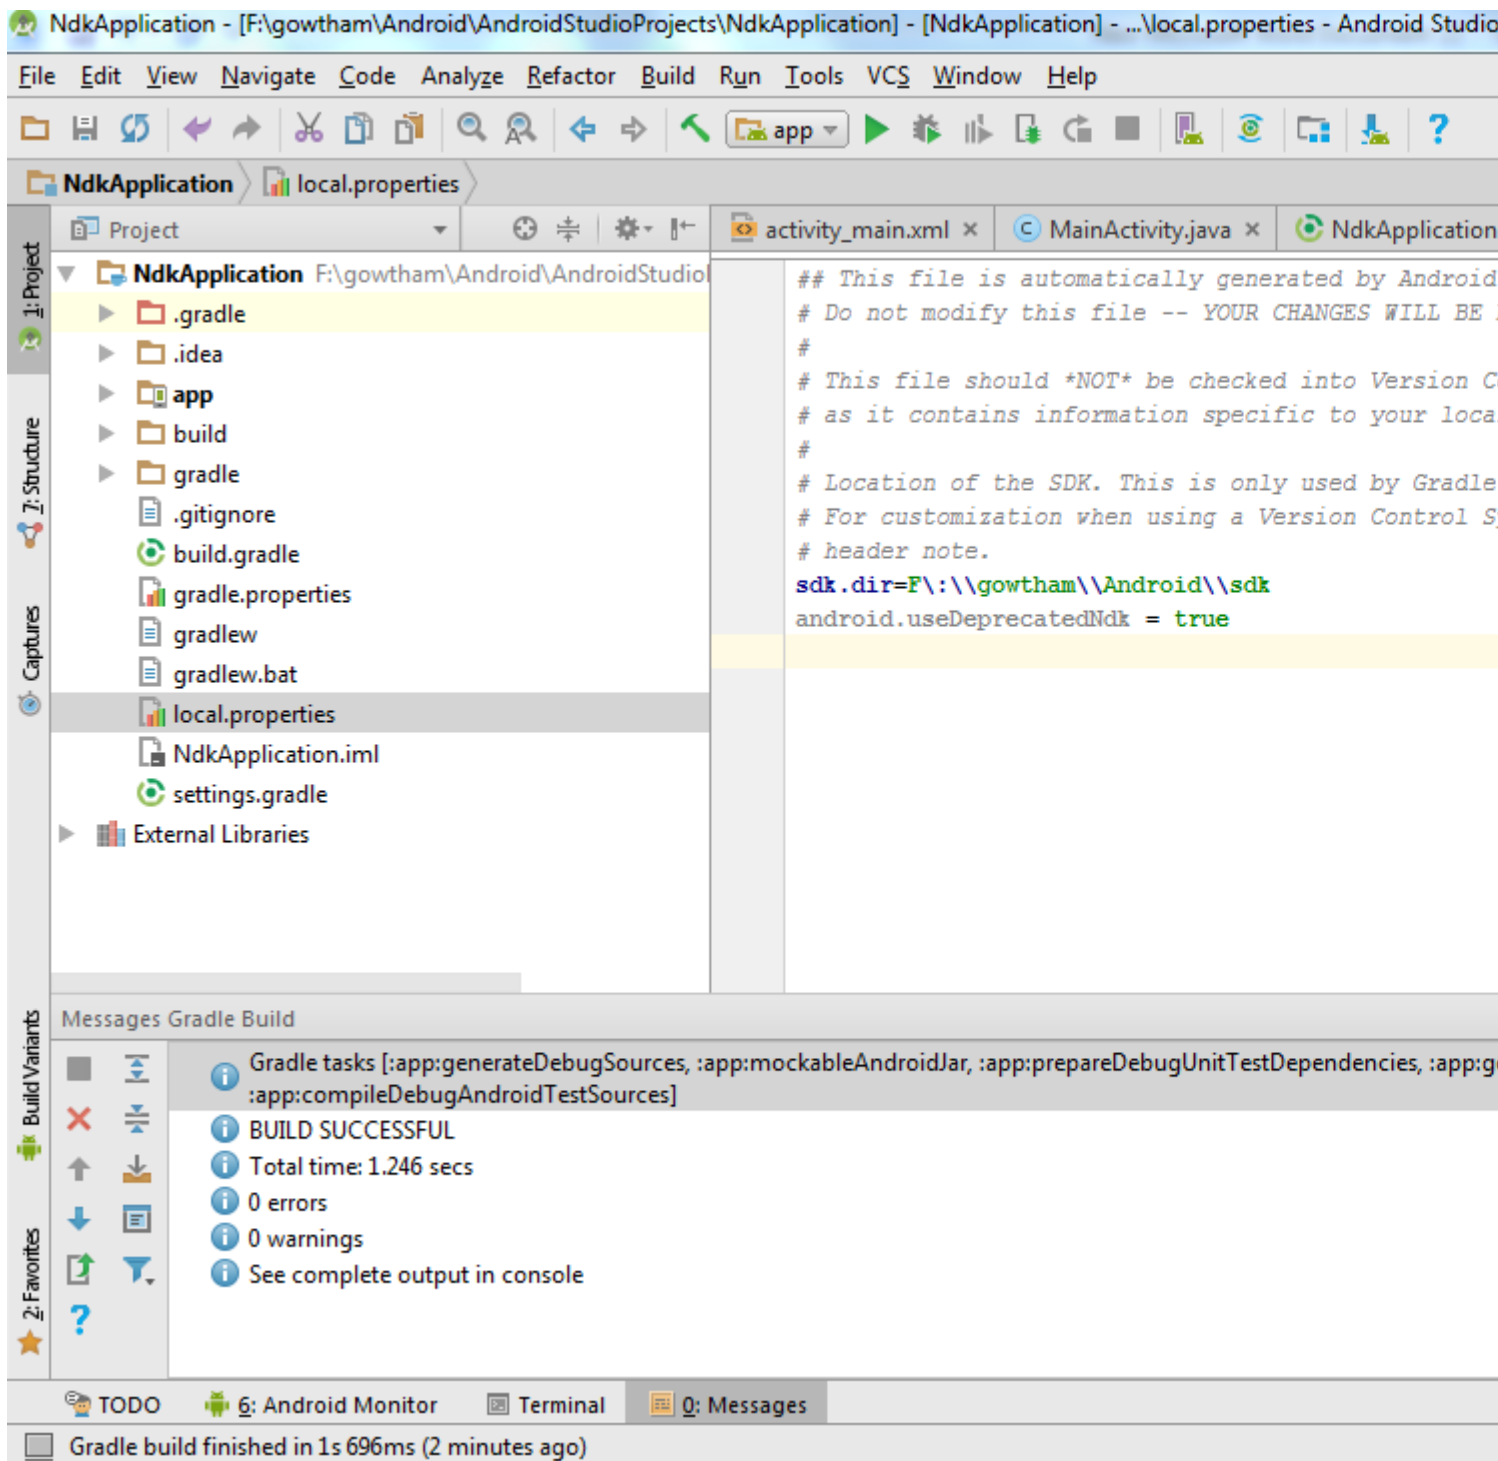 NdkApplication - [F:\gowtham\Android\AndroidStudioProjects\NdkApplication] - [NdkApplication] - ...\local.properties - Android Studio
File Edit View Navigate Code Analyze Refactor Build Run Tools VCS Window Help
app
NdkApplication local.properties
Project
activity_main.xml MainActivity.java NdkApplication
1: Project
7: Structure
Captures
Build Variants
2: Favorites
NdkApplication F:\gowtham\Android\AndroidStudio
.gradle
.idea
app
build
gradle
.gitignore
build.gradle
gradle.properties
gradlew
gradlew.bat
local.properties
NdkApplication.iml
settings.gradle
External Libraries
## This file is automatically generated by Android
# Do not modify this file -- YOUR CHANGES WILL BE
#
# This file should *NOT* be checked into Version
# as it contains information specific to your loca
#
# Location of the SDK. This is only used by Gradle
# For customization when using a Version Control
# header note.
sdk.dir=F\:\\gowtham\\Android\\sdk
android.useDeprecatedNdk = true
Messages Gradle Build
Gradle tasks [:app:generateDebugSources, :app:mockableAndroidJar, :app:prepareDebugUnitTestDependencies, :app:g
:app:compileDebugAndroidTestSources]
BUILD SUCCESSFUL
Total time: 1.246 secs
0 errors
0 warnings
See complete output in console
TODO 6: Android Monitor Terminal 0: Messages
Gradle build finished in 1s 696ms (2 minutes ago)